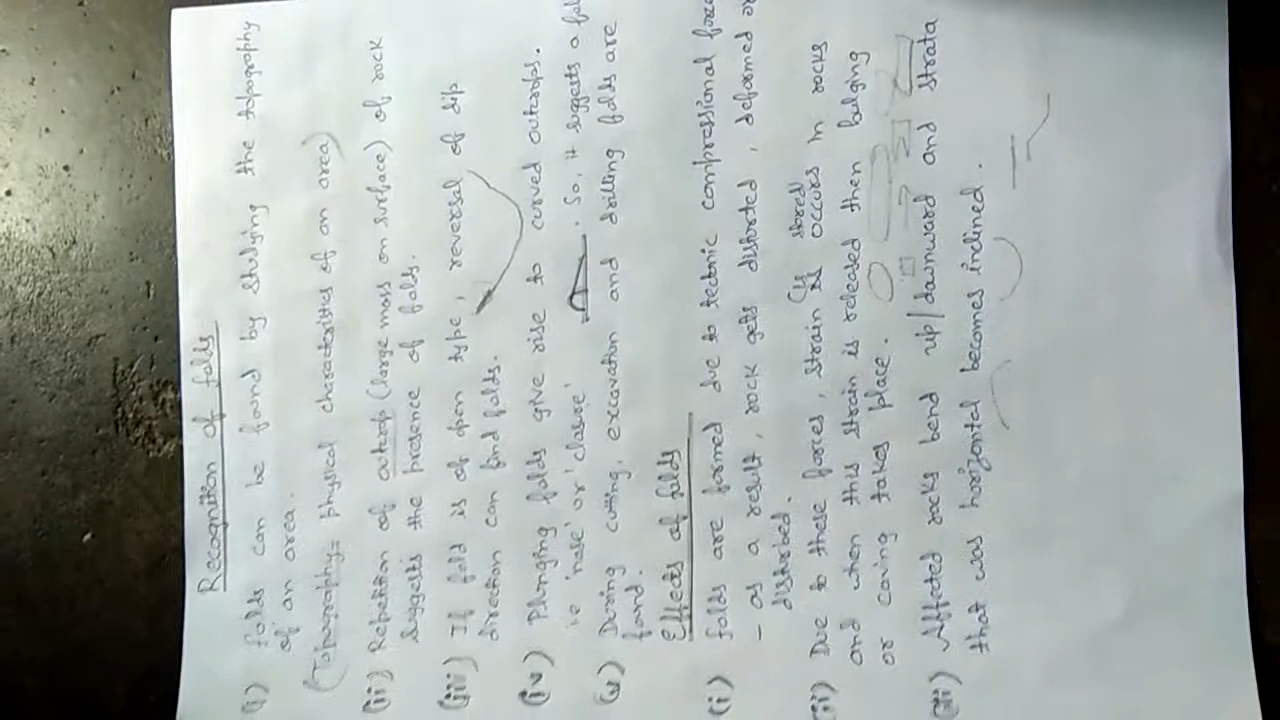 Recognition of folds
(i) folds can be found by studying the topography
of an area.
(Topography = physical characteristics of an area)
(ii) Repetition of outcrop (large mass on surface) of rock
suggests the presence of folds.
(iii) If fold is of open type, reversal of dip
direction can find folds.
(iv) Plunging folds give rise to curved outcrops.
ie 'nose' or 'closure' . So, it suggests a fol
(v) During cutting, excavation and drilling folds are
found.
Effects of folds
(i) folds are formed due to tectonic compressional force
- as a result, rock gets distorted, deformed or
disturbed.
(ii) Due to these forces, strain is stored occurs in rocks
and when this strain is released then bulging
or caving takes place.
(iii) Affected rocks bend up/downward and strata
that was horizontal becomes inclined.